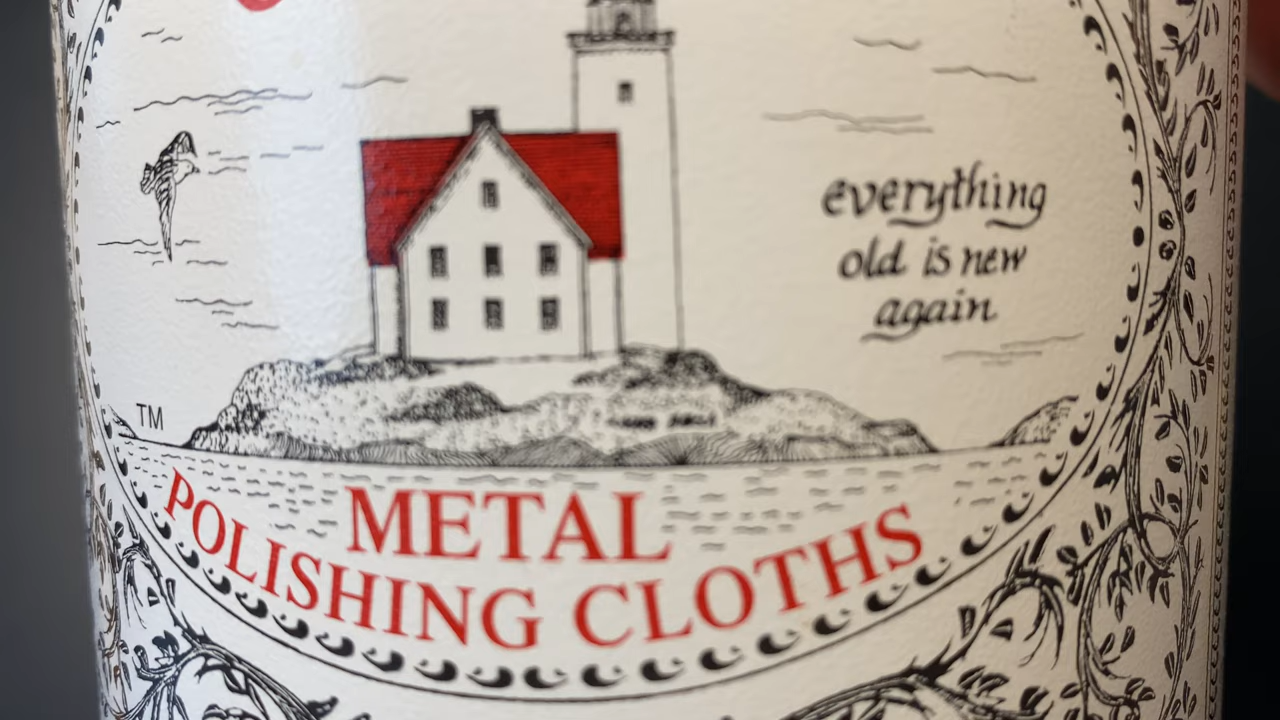 everything
old is new
again
TM
METAL
POLISHING CLOTHS